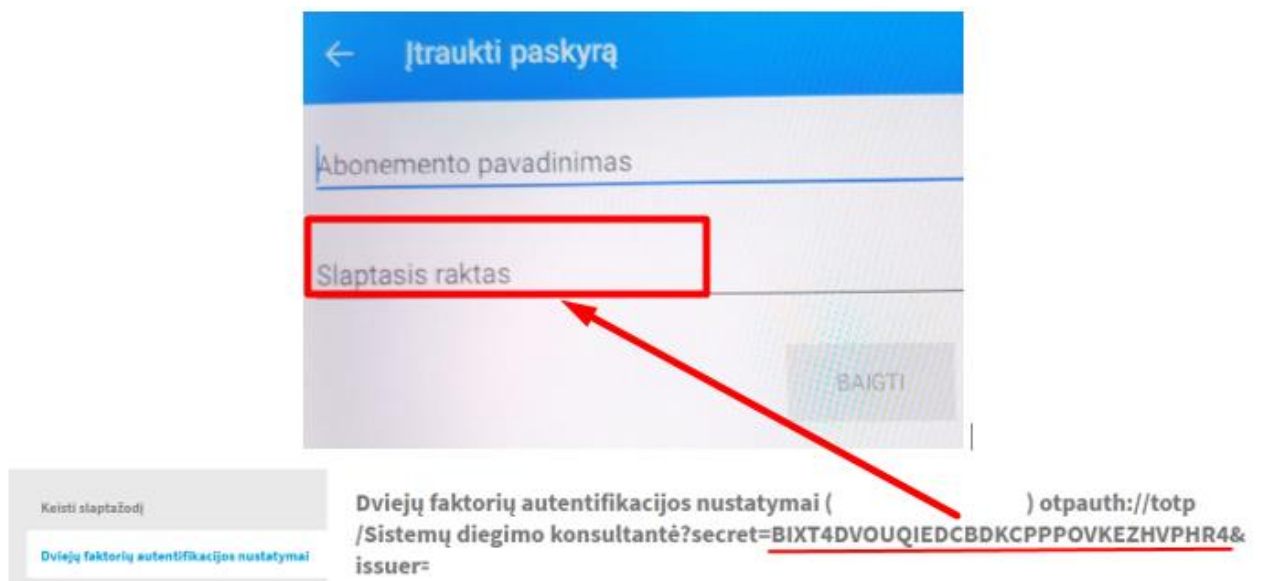 Įtraukti paskyrą
Abonemento pavadinimas
Slaptasis raktas
BAIGTI
Keisti slaptažodį
Dviejų faktorių autentifikacijos nustatymai
Dviejų faktorių autentifikacijos nustatymai ( ) otpauth://totp
/Sistemų diegimo konsultantė?secret=BIXT4DVOUQIEDCBDKCPPPOVKEZHVPHR4&
issuer=